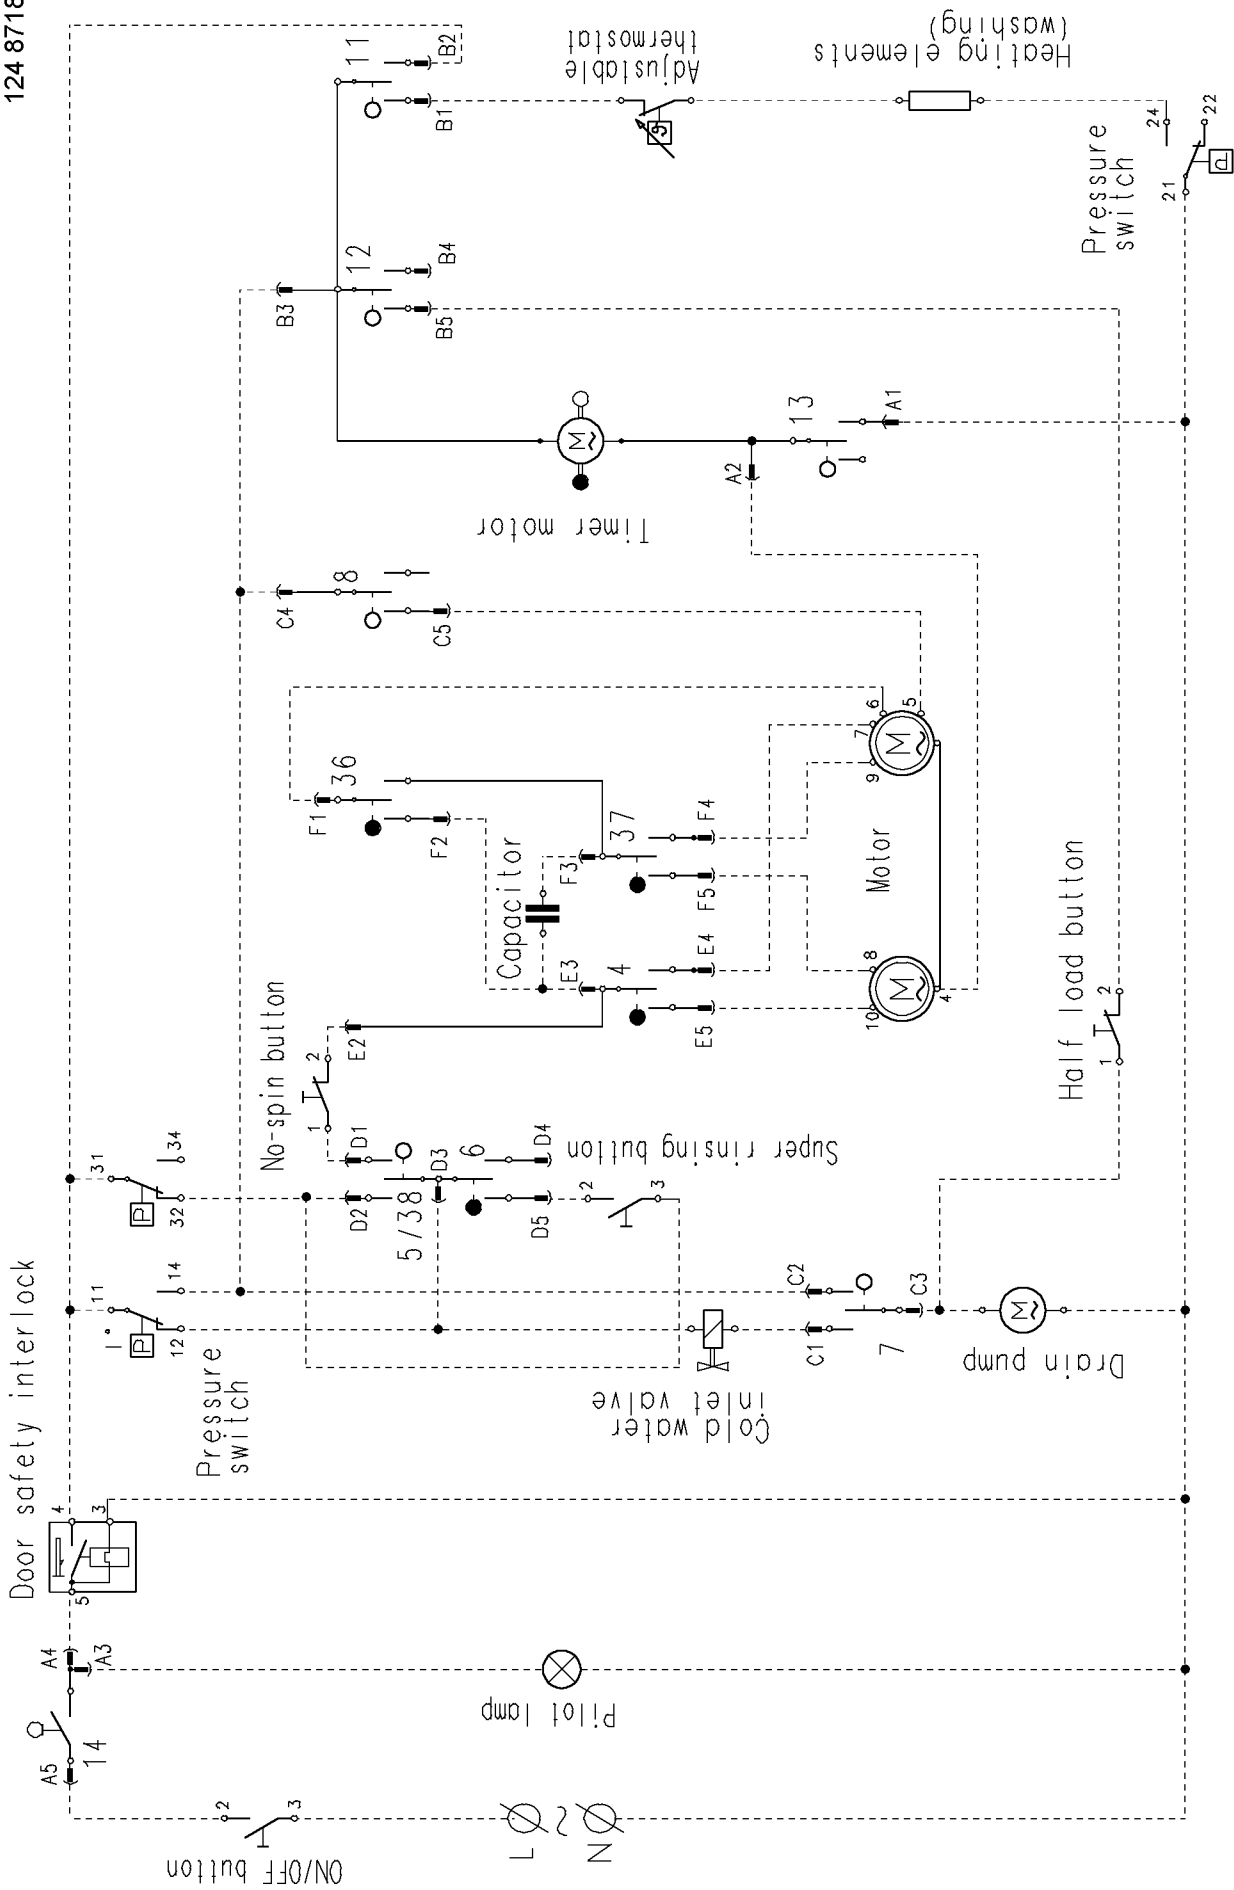 124 8718
Door safety interlock
5
4
3
A5
14
A4
A3
ON/OFF button
2
3
L
N
Pilot lamp
Pressure
switch
1°
P
11
12
14
P
31
32
34
No-spin button
1
2
D1
D2
5/38
D3
6
D4
D5
Super rinsing button
2
3
Cold water
inlet valve
C1
C2
7
C3
Drain pump
M
Half load button
1
2
E2
Capacitor
E3
4
E4
E5
F1
36
F2
F3
37
F4
F5
Motor
M
10
8
4
M
9
7
6
5
C4
8
C5
Timer motor
M
A2
13
A1
B3
12
B4
B5
11
B2
B1
Adjustable
thermostat
ϑ
Heating elements
(washing)
Pressure
switch
24
22
21
P